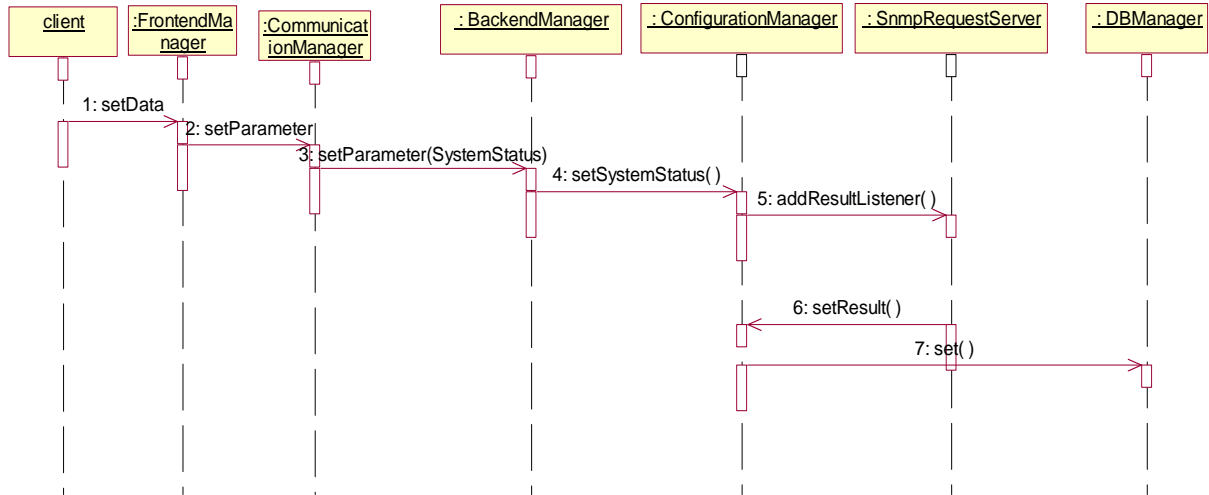 client
:FrontendMa
nager
:Communicat
ionManager
: BackendManager
: ConfigurationManager
: SnmpRequestServer
: DBManager
1: setData
2: setParameter
3: setParameter(SystemStatus)
4: setSystemStatus( )
5: addResultListener( )
6: setResult( )
7: set( )